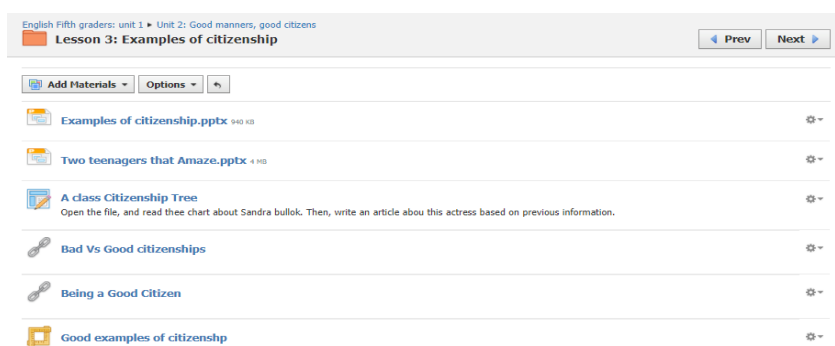 English Fifth graders: unit 1 ▸ Unit 2: Good manners, good citizens
Lesson 3: Examples of citizenship
Prev Next
Add Materials Options
Examples of citizenship.pptx 940 KB
Two teenagers that Amaze.pptx 4 MB
A class Citizenship Tree
Open the file, and read thee chart about Sandra bullok. Then, write an article abou this actress based on previous information.
Bad Vs Good citizenships
Being a Good Citizen
Good examples of citizenshp